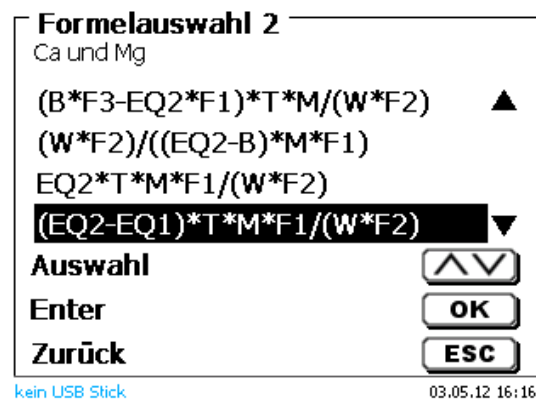 Formelauswahl 2
Ca und Mg
(B*F3-EQ2*F1)*T*M/(W*F2)
(W*F2)/((EQ2-B)*M*F1)
EQ2*T*M*F1/(W*F2)
(EQ2-EQ1)*T*M*F1/(W*F2)
Auswahl
Enter OK
Zurück ESC
kein USB Stick 03.05.12 16:16